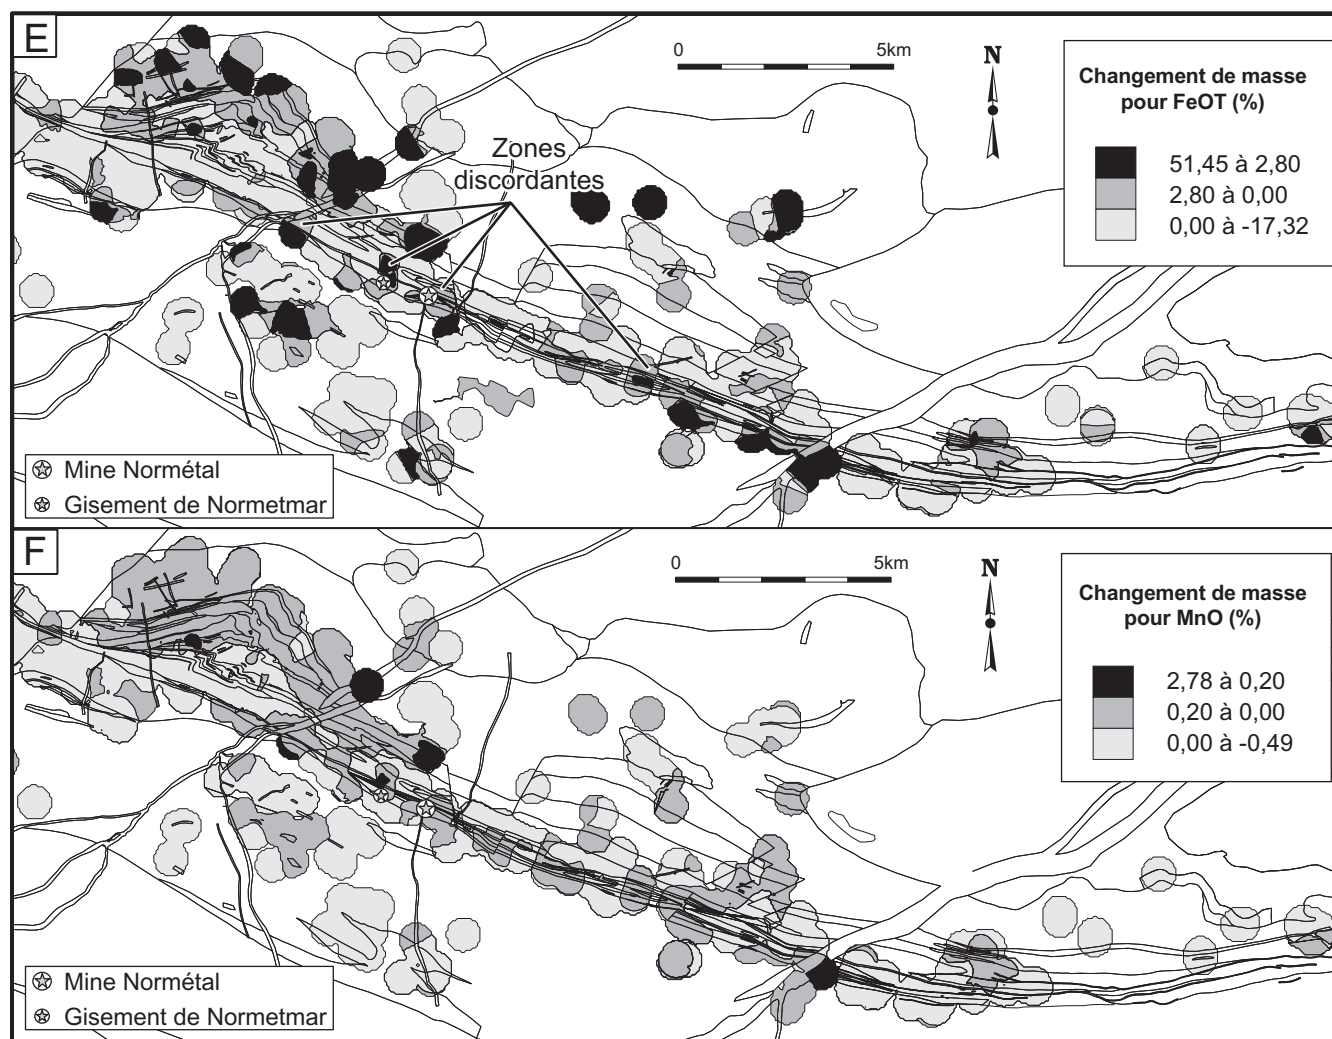 E
0 5km
N
Changement de masse
pour FeOT (%)
51,45 à 2,80
2,80 à 0,00
0,00 à -17,32
Zones
discordantes
Mine Normétal
Gisement de Normetmar
F
0 5km
N
Changement de masse
pour MnO (%)
2,78 à 0,20
0,20 à 0,00
0,00 à -0,49
Mine Normétal
Gisement de Normetmar